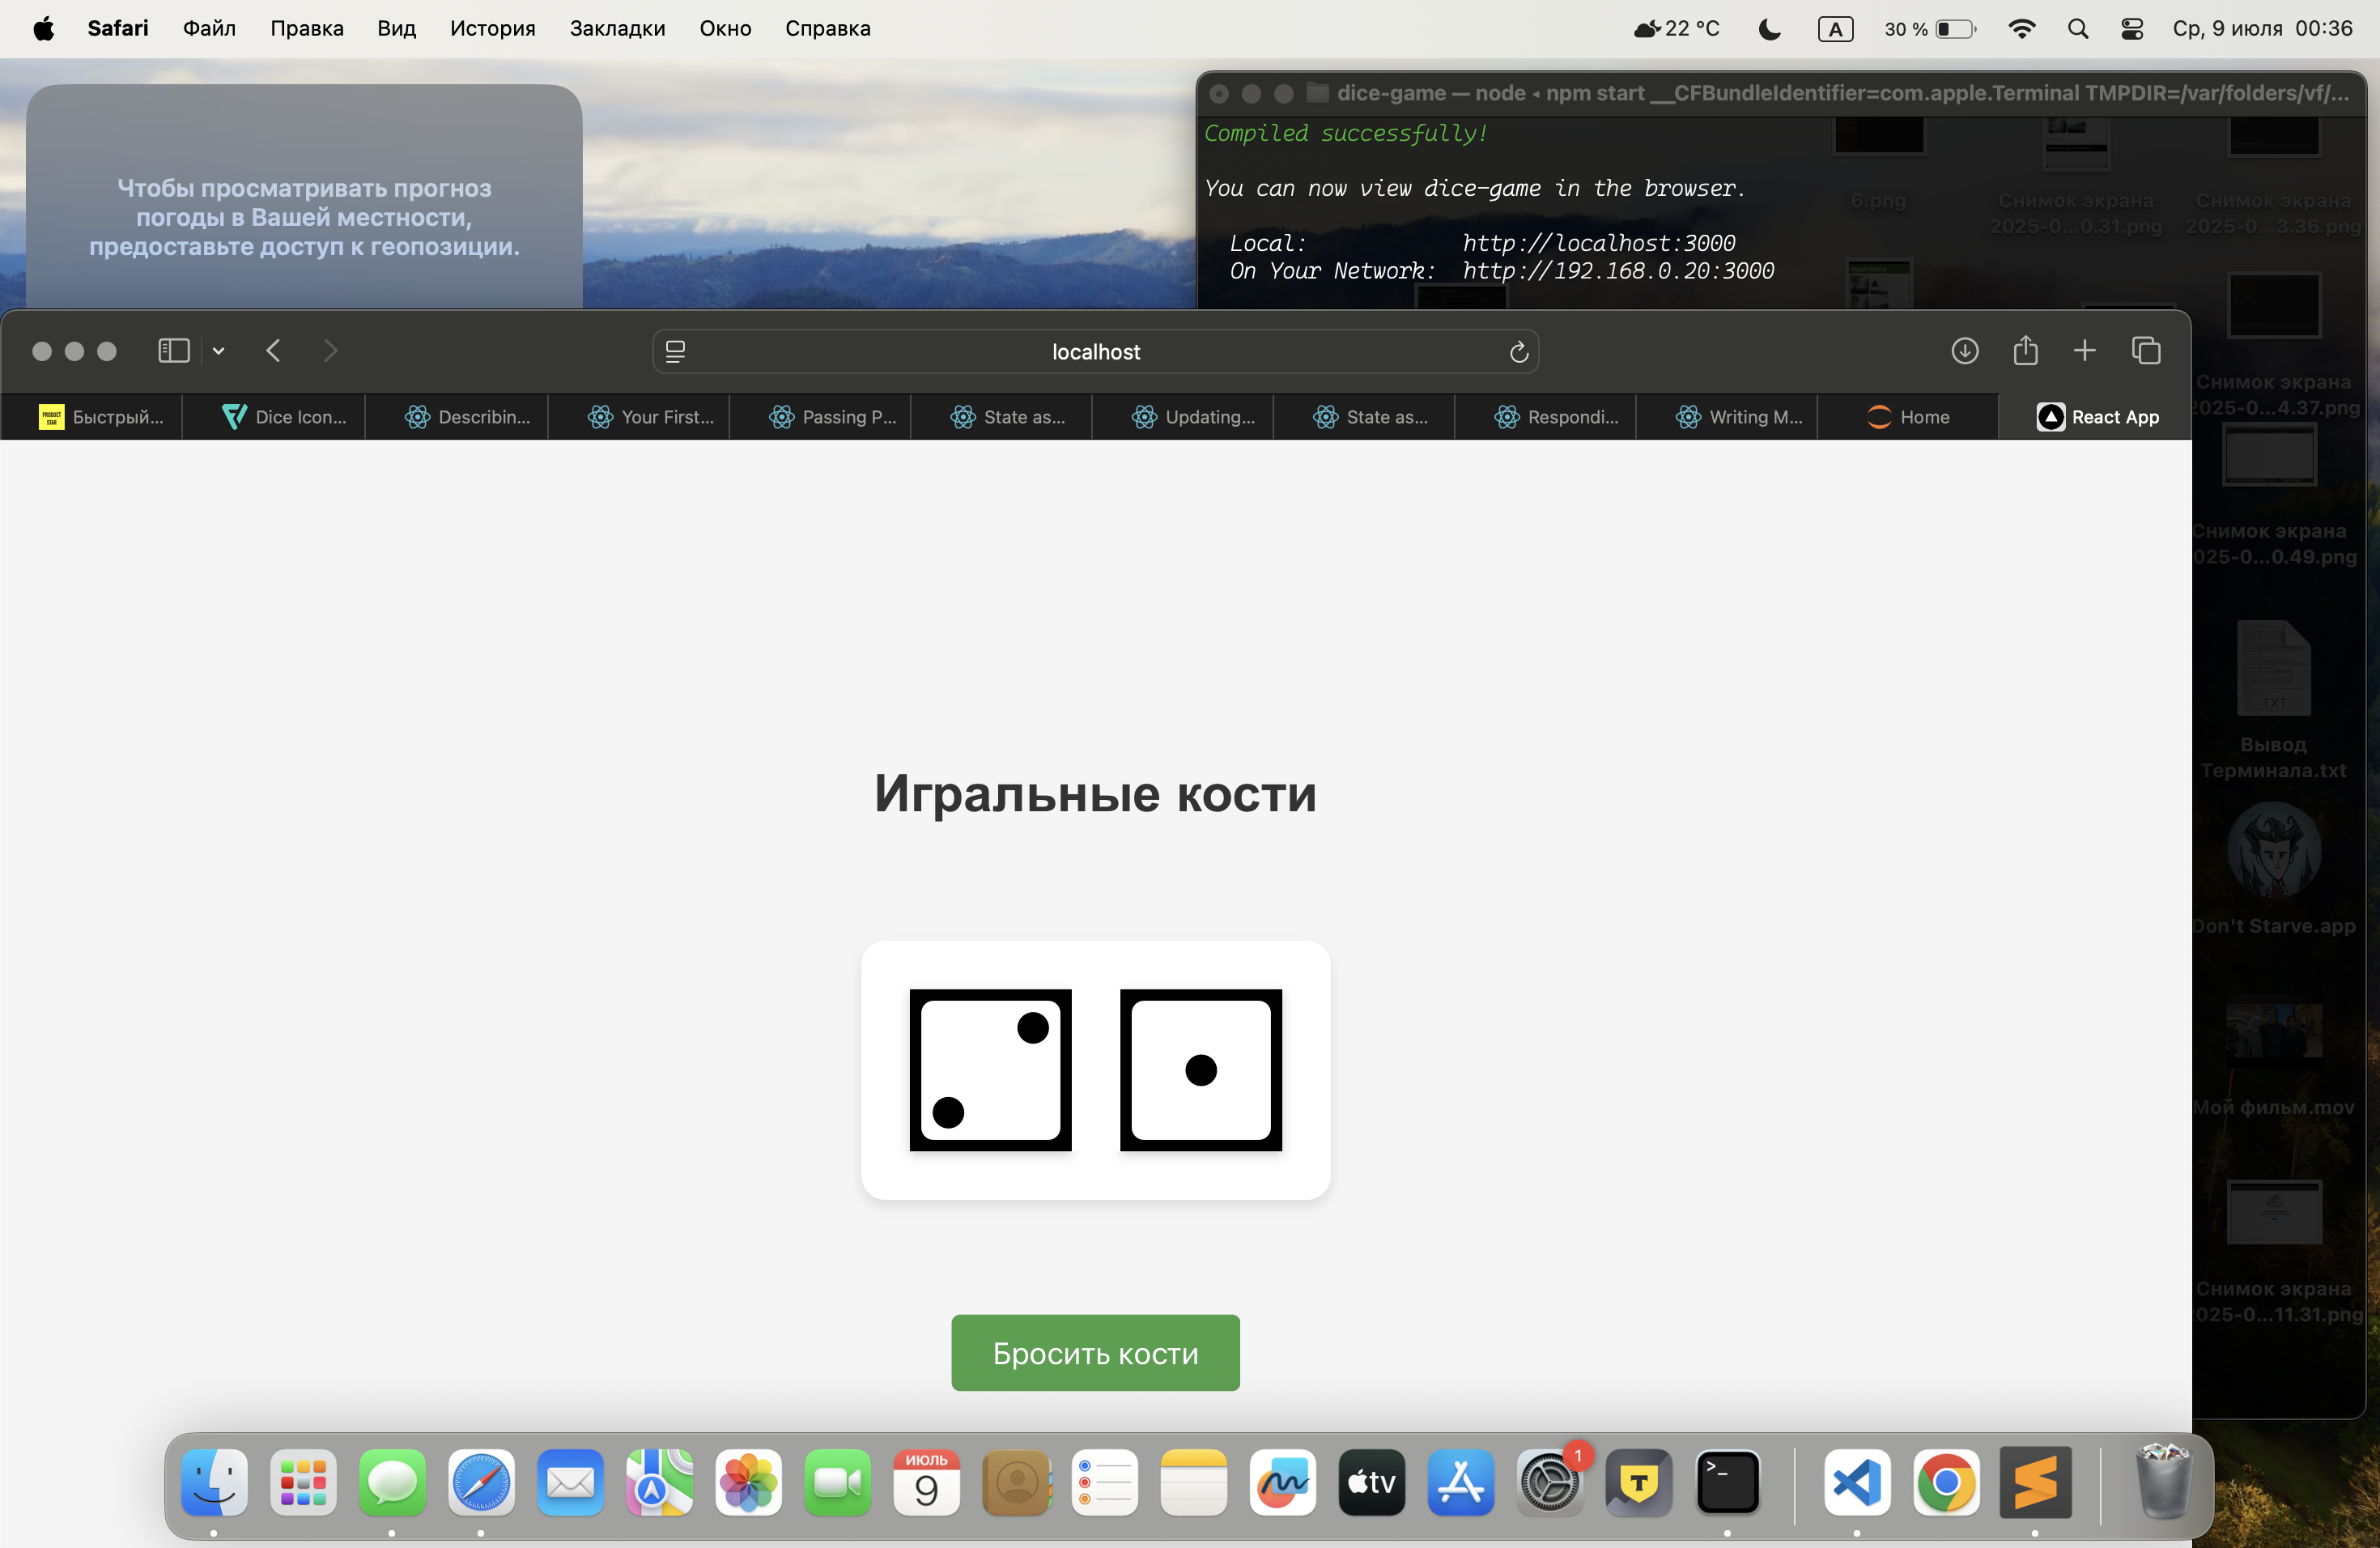 Safari Файл Правка Вид История Закладки Окно Справка 22 °C A 30 % Ср, 9 июля 00:36
Чтобы просматривать прогноз
погоды в Вашей местности,
предоставьте доступ к геопозиции.
dice-game — node ◂ npm start __CFBundleIdentifier=com.apple.Terminal TMPDIR=/var/folders/vf/...
Compiled successfully!
You can now view dice-game in the browser.
Local: http://localhost:3000
On Your Network: http://192.168.0.20:3000
6.png
Снимок экрана
2025-0...0.31.png
Снимок экрана
2025-0...3.36.png
localhost
PRODUCT STAR Быстрый... Dice Icon... Describin... Your First... Passing P... State as... Updating... State as... Respondi... Writing M... Home React App
Снимок экрана
2025-0...4.37.png
Снимок экрана
025-0...0.49.png
TXT
Вывод
Терминала.txt
Don't Starve.app
Мой фильм.mov
Снимок экрана
025-0...11.31.png
Игральные кости
Бросить кости
ИЮЛЬ
9
tv
1
T
>_